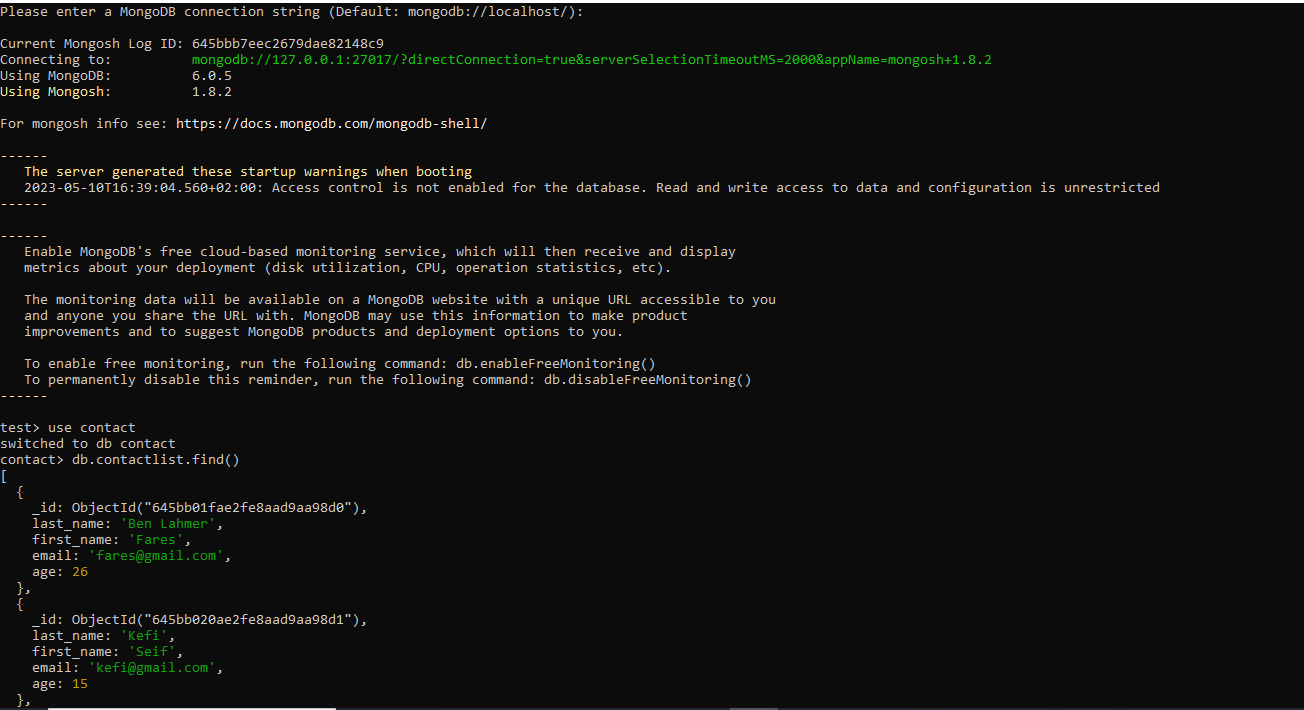 Please enter a MongoDB connection string (Default: mongodb://localhost/):
Current Mongosh Log ID: 645bbb7eec2679dae82148c9
Connecting to: mongodb://127.0.0.1:27017/?directConnection=true&serverSelectionTimeoutMS=2000&appName=mongosh+1.8.2
Using MongoDB: 6.0.5
Using Mongosh: 1.8.2
For mongosh info see: https://docs.mongodb.com/mongodb-shell/
------
The server generated these startup warnings when booting
2023-05-10T16:39:04.560+02:00: Access control is not enabled for the database. Read and write access to data and configuration is unrestricted
------
------
Enable MongoDB's free cloud-based monitoring service, which will then receive and display
metrics about your deployment (disk utilization, CPU, operation statistics, etc).
The monitoring data will be available on a MongoDB website with a unique URL accessible to you
and anyone you share the URL with. MongoDB may use this information to make product
improvements and to suggest MongoDB products and deployment options to you.
To enable free monitoring, run the following command: db.enableFreeMonitoring()
To permanently disable this reminder, run the following command: db.disableFreeMonitoring()
------
test> use contact
switched to db contact
contact> db.contactlist.find()
[
{
_id: ObjectId("645bb01fae2fe8aad9aa98d0"),
last_name: 'Ben Lahmer',
first_name: 'Fares',
email: 'fares@gmail.com',
age: 26
},
{
_id: ObjectId("645bb020ae2fe8aad9aa98d1"),
last_name: 'Kefi',
first_name: 'Seif',
email: 'kefi@gmail.com',
age: 15
},